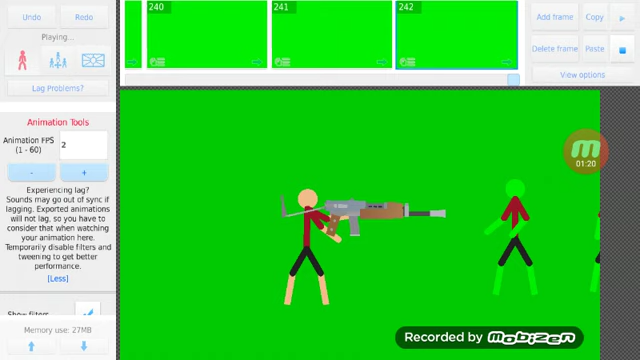 Undo
Redo
Playing...
Lag Problems?
Animation Tools
Animation FPS
(1 - 60)
2
-
+
Experiencing lag?
Sounds may go out of sync if
lagging. Exported animations
will not lag, so you have to
consider that when watching
your animation here.
Temporarily disable filters and
tweening to get better
performance.
[Less]
Show filters
Memory use: 27MB
240
241
242
Add frame
Copy
Delete frame
Paste
View options
01:20
Recorded by
mobizen